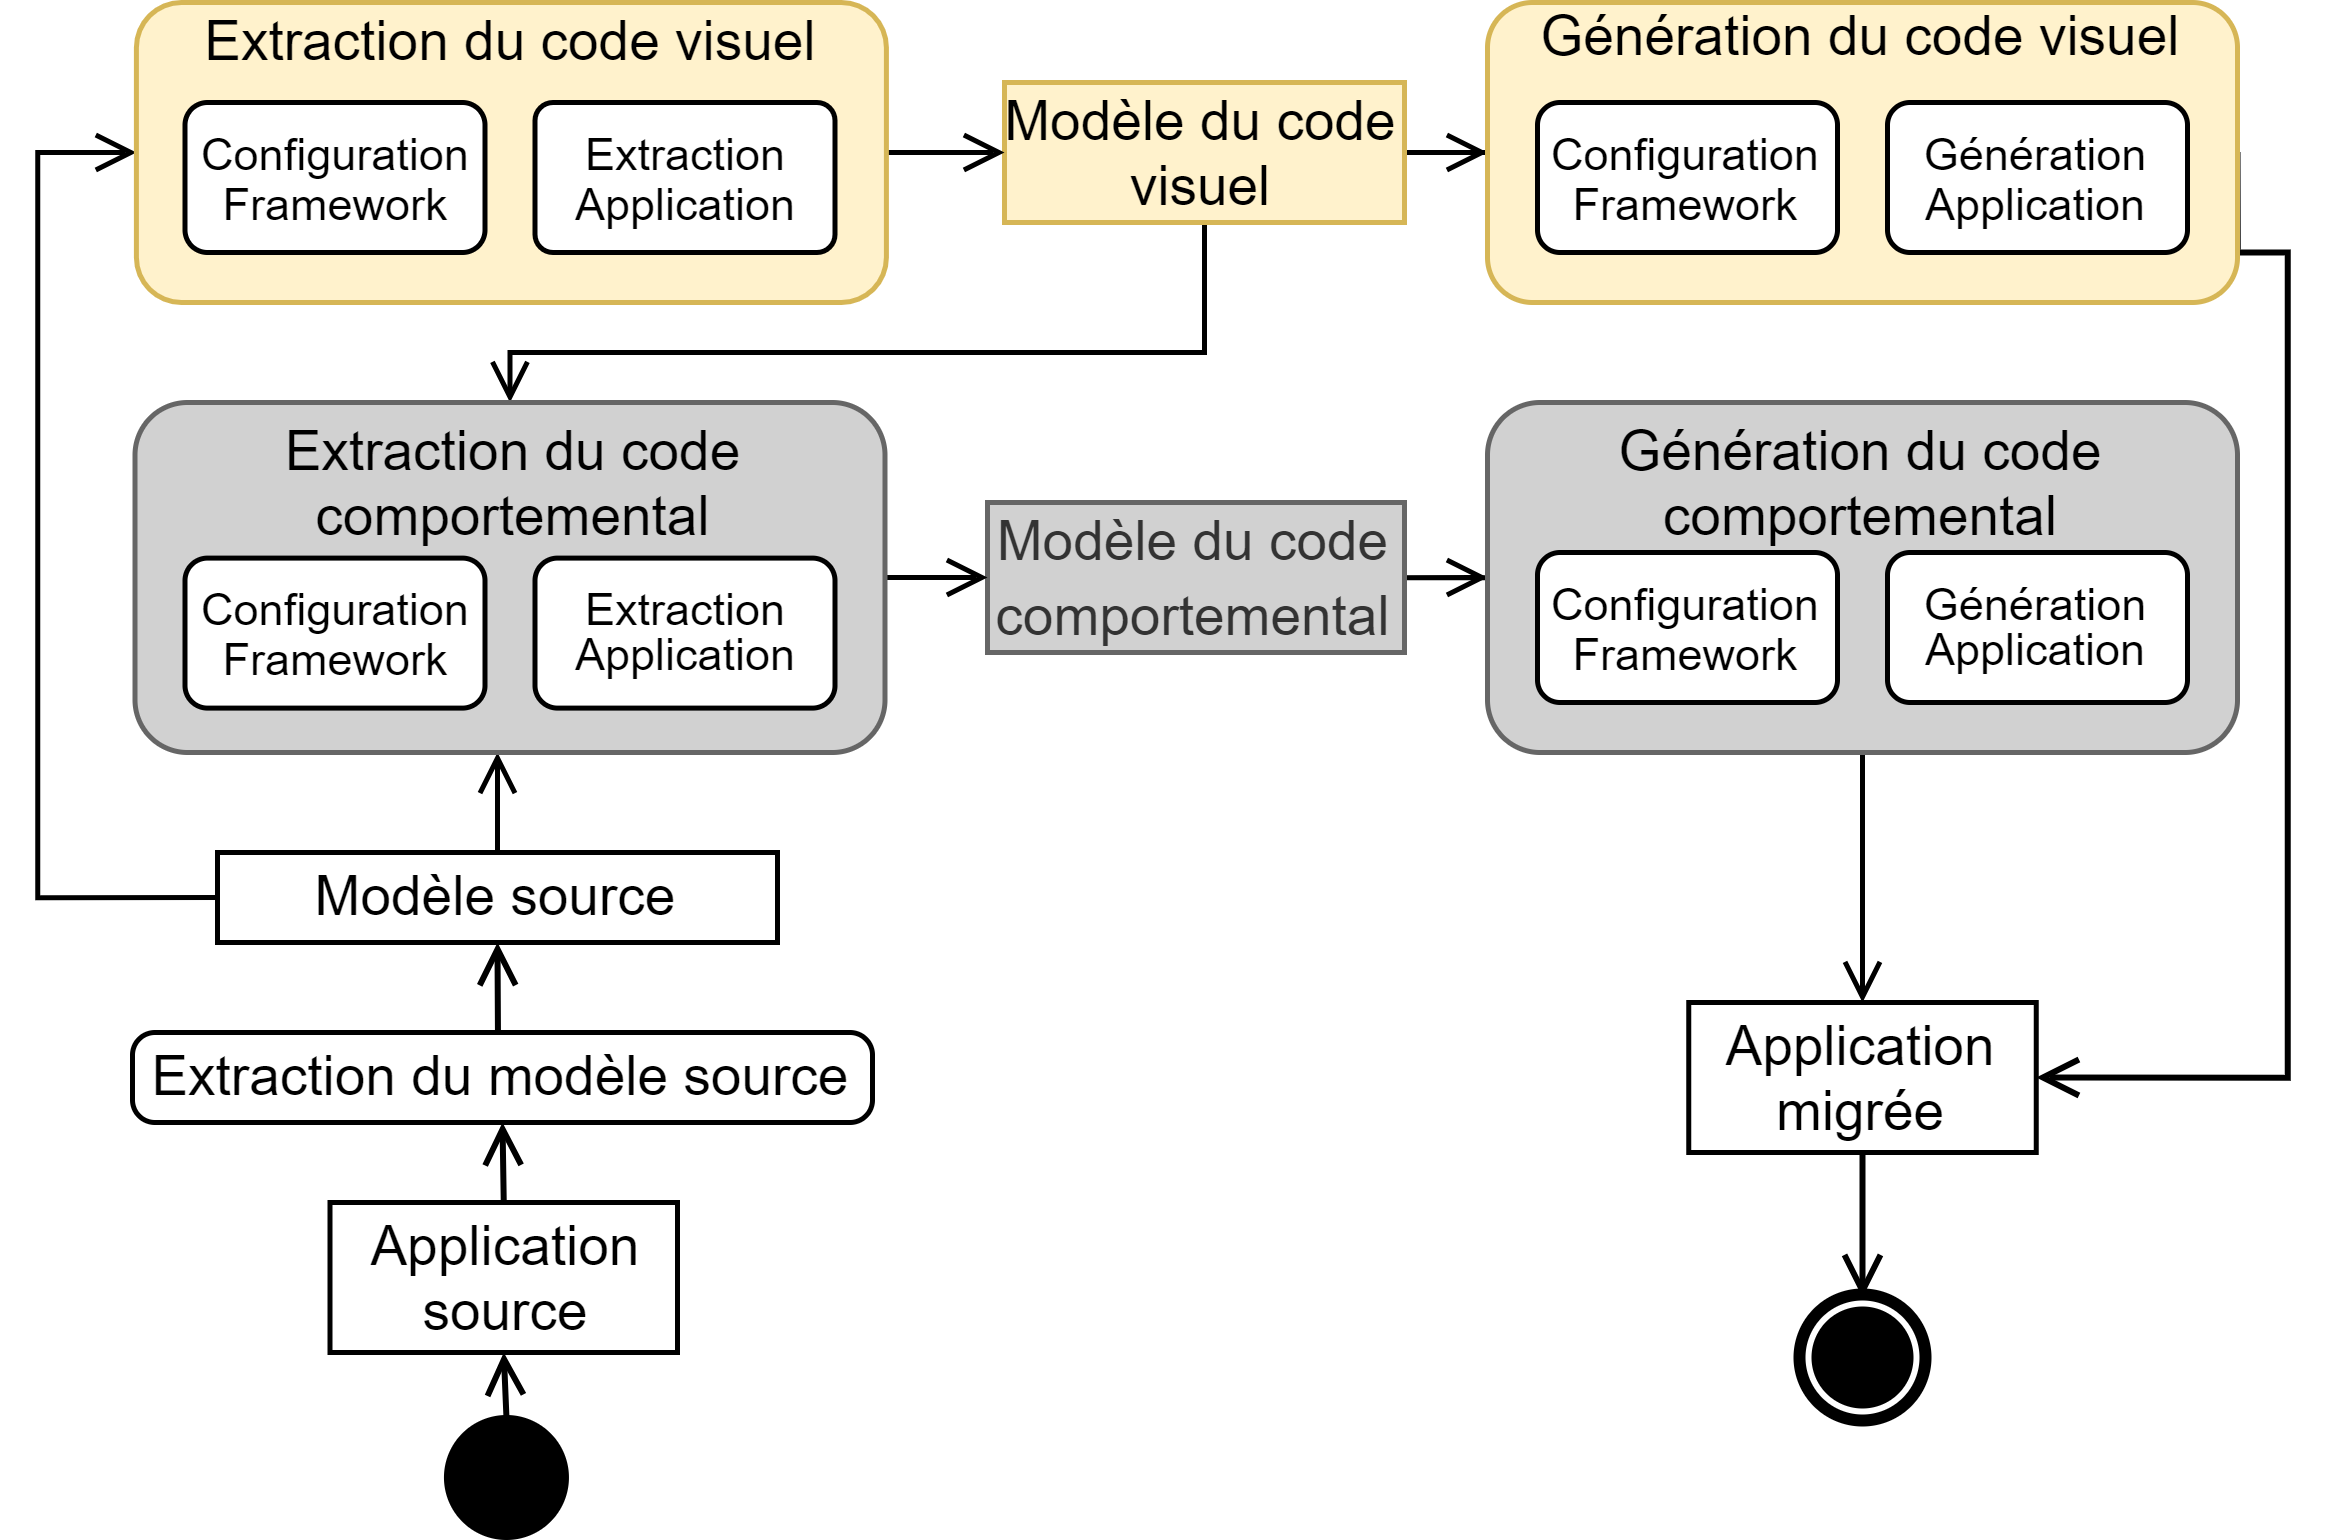 Extraction du code visuel
Configuration
Framework
Extraction
Application
Modèle du code
visuel
Génération du code visuel
Configuration
Framework
Génération
Application
Extraction du code
comportemental
Configuration
Framework
Extraction
Application
Modèle du code
comportemental
Génération du code
comportemental
Configuration
Framework
Génération
Application
Modèle source
Extraction du modèle source
Application
source
Application
migrée